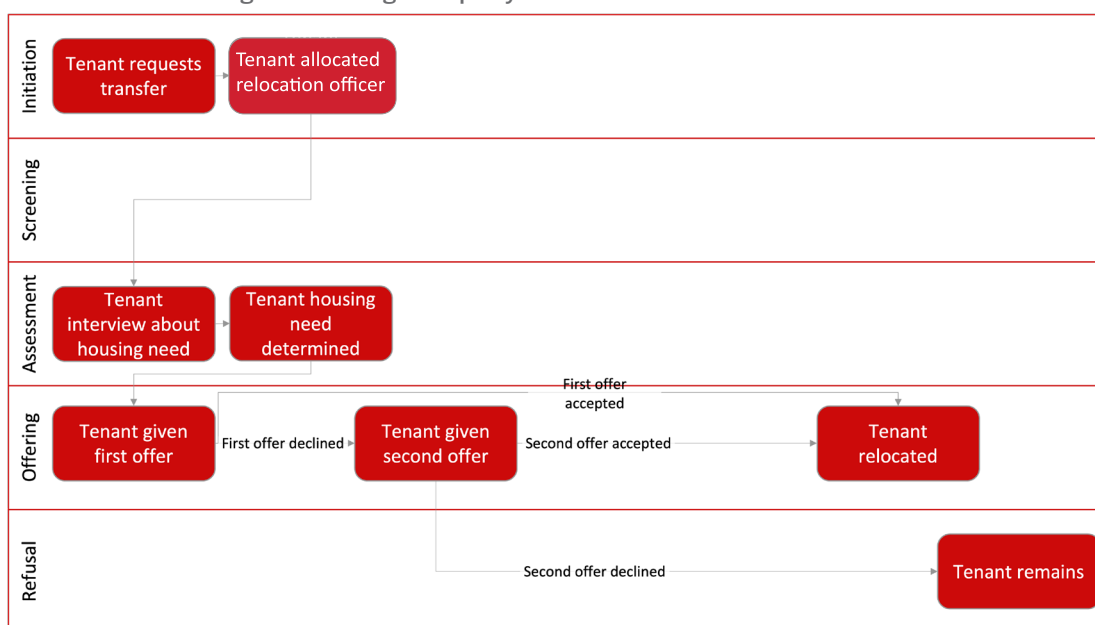 Initiation
Tenant requests
transfer
Tenant allocated
relocation officer
Screening
Assessment
Tenant
interview about
housing need
Tenant housing
need
determined
Offering
Tenant given
first offer
First offer declined
Tenant given
second offer
First offer
accepted
Second offer accepted
Tenant
relocated
Refusal
Second offer declined
Tenant remains